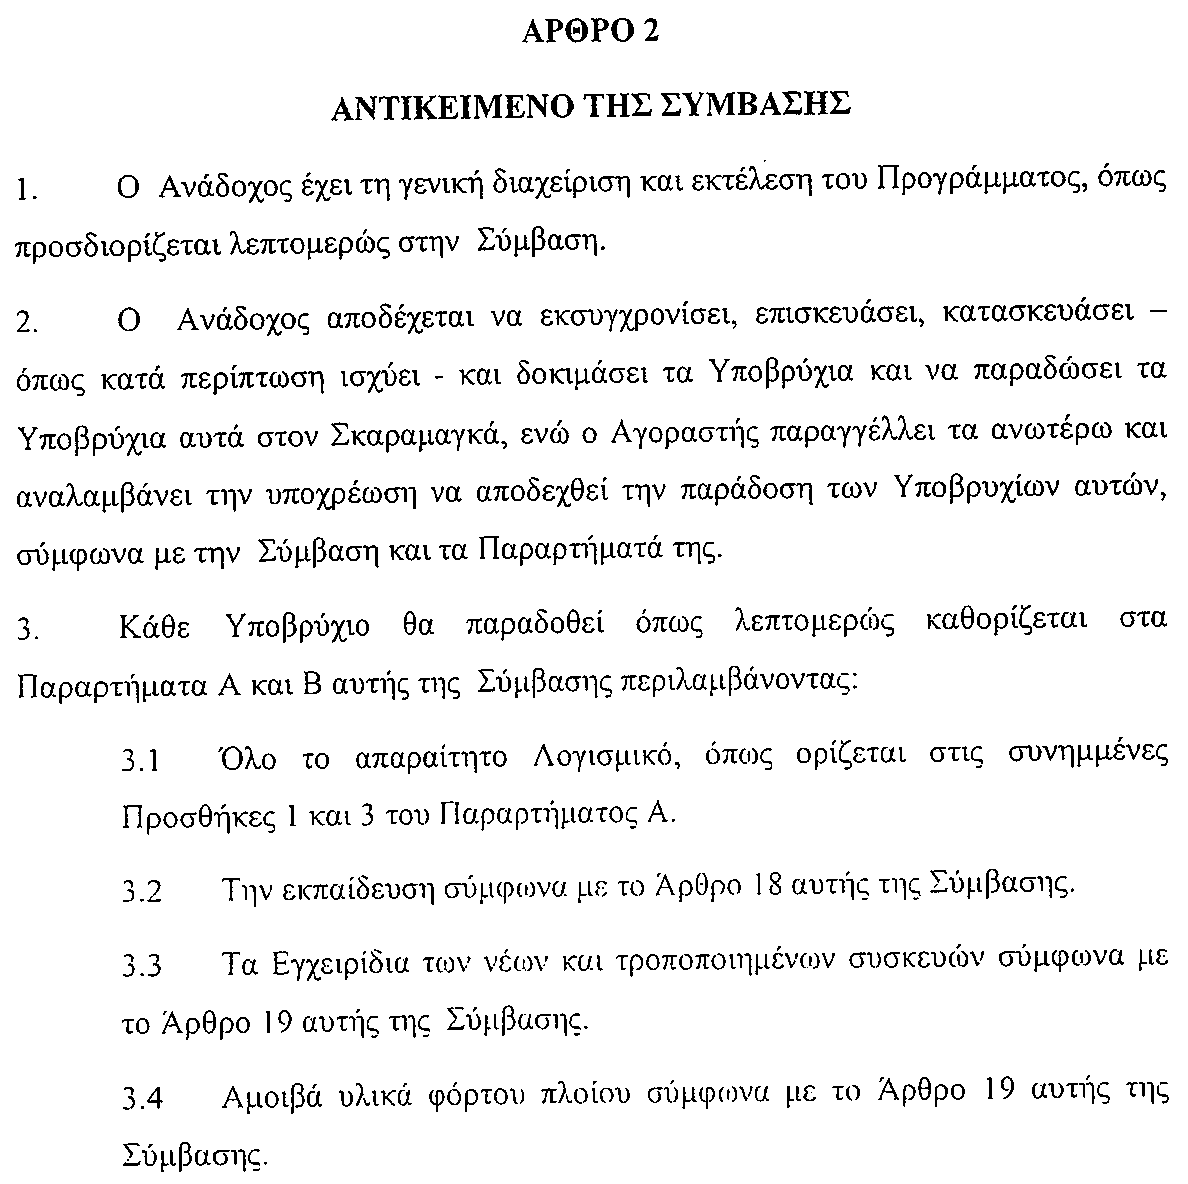 ΑΡΘΡΟ 2
ΑΝΤΙΚΕΙΜΕΝΟ ΤΗΣ ΣΥΜΒΑΣΗΣ
1. Ο Ανάδοχος έχει τη γενική διαχείριση και εκτέλεση του Προγράμματος, όπως
προσδιορίζεται λεπτομερώς στην Σύμβαση.
2. Ο Ανάδοχος αποδέχεται να εκσυγχρονίσει, επισκευάσει, κατασκευάσει –
όπως κατά περίπτωση ισχύει - και δοκιμάσει τα Υποβρύχια και να παραδώσει τα
Υποβρύχια αυτά στον Σκαραμαγκά, ενώ ο Αγοραστής παραγγέλλει τα ανωτέρω και
αναλαμβάνει την υποχρέωση να αποδεχθεί την παράδοση των Υποβρυχίων αυτών,
σύμφωνα με την Σύμβαση και τα Παραρτήματά της.
3. Κάθε Υποβρύχιο θα παραδοθεί όπως λεπτομερώς καθορίζεται στα
Παραρτήματα Α και Β αυτής της Σύμβασης περιλαμβάνοντας:
3.1 Όλο το απαραίτητο Λογισμικό, όπως ορίζεται στις συνημμένες
Προσθήκες 1 και 3 του Παραρτήματος Α.
3.2 Την εκπαίδευση σύμφωνα με το Άρθρο 18 αυτής της Σύμβασης.
3.3 Τα Εγχειρίδια των νέων και τροποποιημένων συσκευών σύμφωνα με
το Άρθρο 19 αυτής της Σύμβασης.
3.4 Αμοιβά υλικά φόρτου πλοίου σύμφωνα με το Άρθρο 19 αυτής της
Σύμβασης.